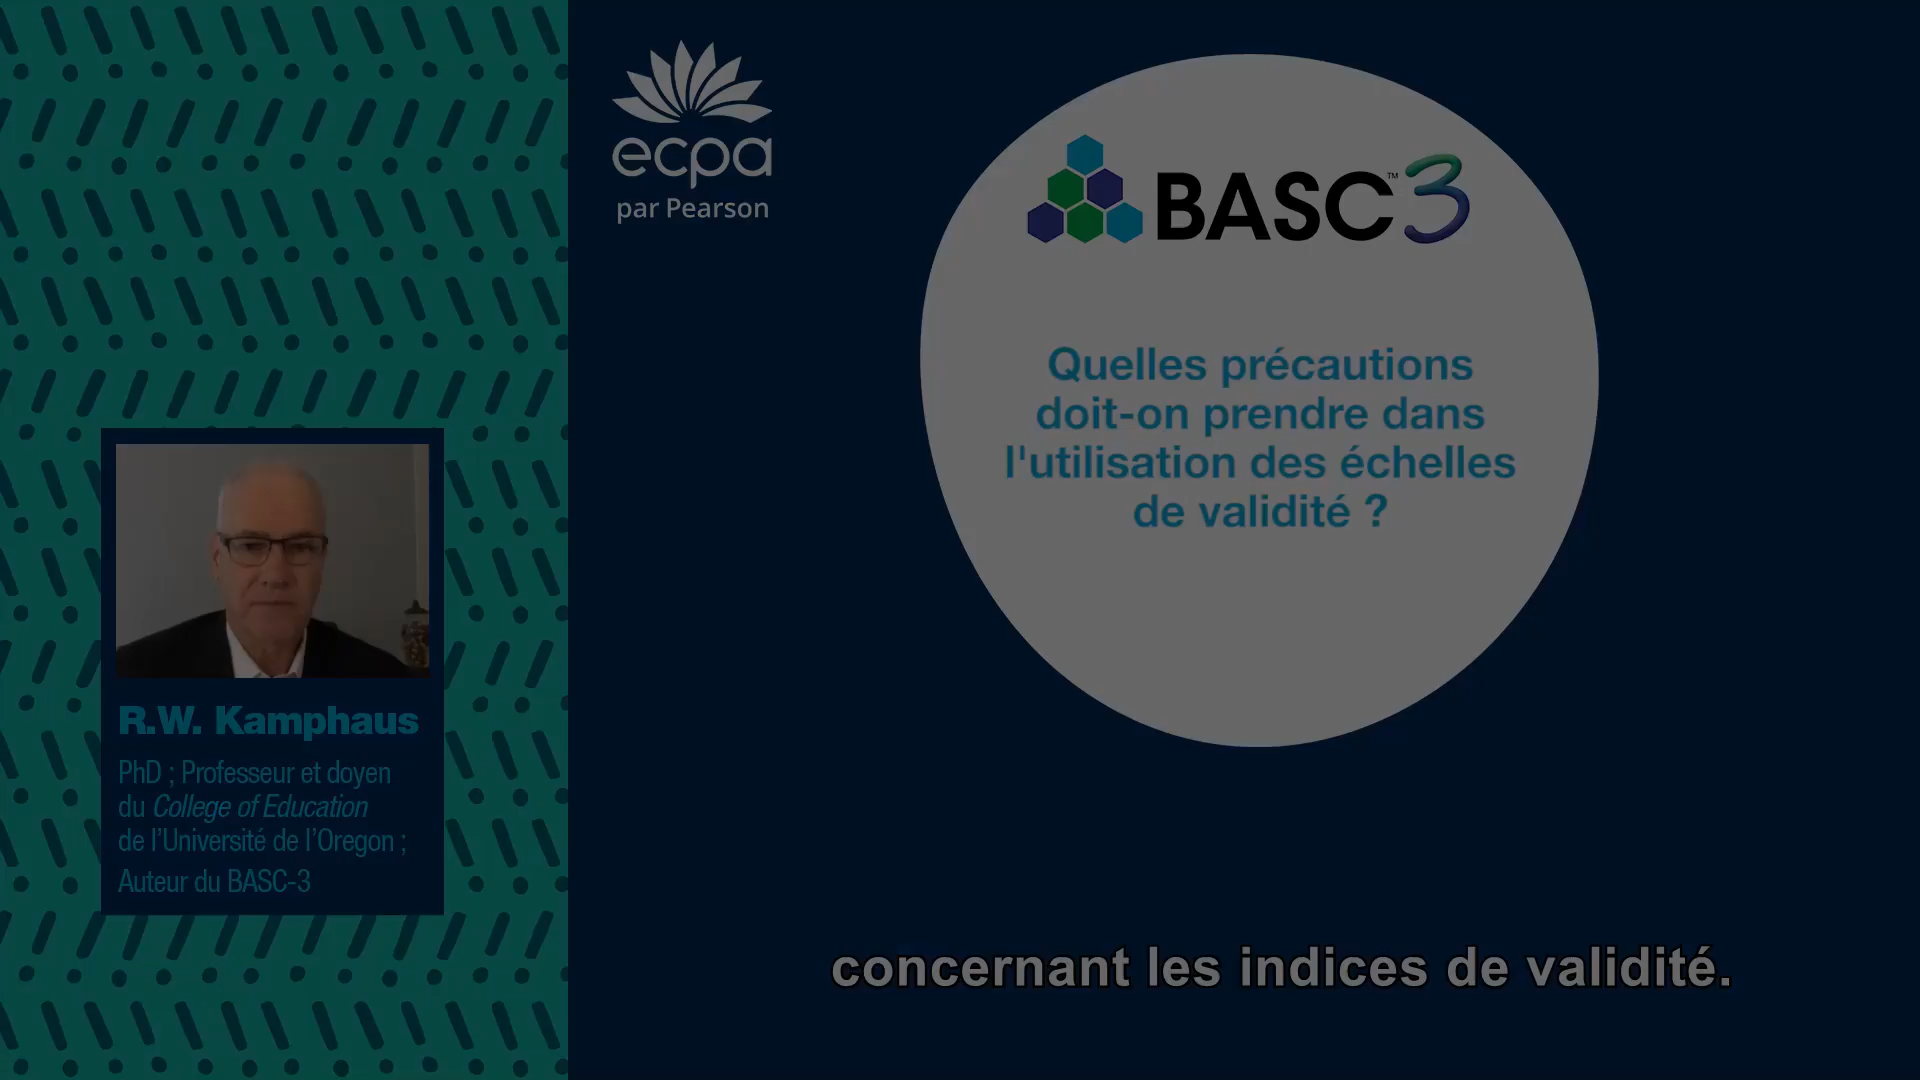 ecpa
par Pearson
BASC™3
Quelles précautions
doit-on prendre dans
l'utilisation des échelles
de validité ?
R.W. Kamphaus
PhD ; Professeur et doyen
du College of Education
de l’Université de l’Oregon ;
Auteur du BASC-3
concernant les indices de validité.